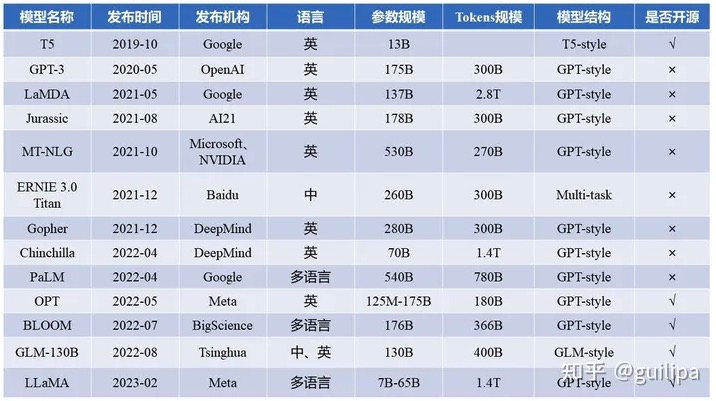 模型名称 发布时间 发布机构 语言 参数规模 Tokens规模 模型结构 是否开源
T5 2019-10 Google 英 13B T5-style √
GPT-3 2020-05 OpenAI 英 175B 300B GPT-style ×
LaMDA 2021-05 Google 英 137B 2.8T GPT-style ×
Jurassic 2021-08 AI21 英 178B 300B GPT-style ×
MT-NLG 2021-10 Microsoft、 NVIDIA 英 530B 270B GPT-style ×
ERNIE 3.0 Titan 2021-12 Baidu 中 260B 300B Multi-task ×
Gopher 2021-12 DeepMind 英 280B 300B GPT-style ×
Chinchilla 2022-04 DeepMind 英 70B 1.4T GPT-style ×
PaLM 2022-04 Google 多语言 540B 780B GPT-style ×
OPT 2022-05 Meta 英 125M-175B 180B GPT-style √
BLOOM 2022-07 BigScience 多语言 176B 366B GPT-style √
GLM-130B 2022-08 Tsinghua 中、英 130B 400B GLM-style √
LLaMA 2023-02 Meta 多语言 7B-65B 1.4T GPT-style √
知乎 @guilipa